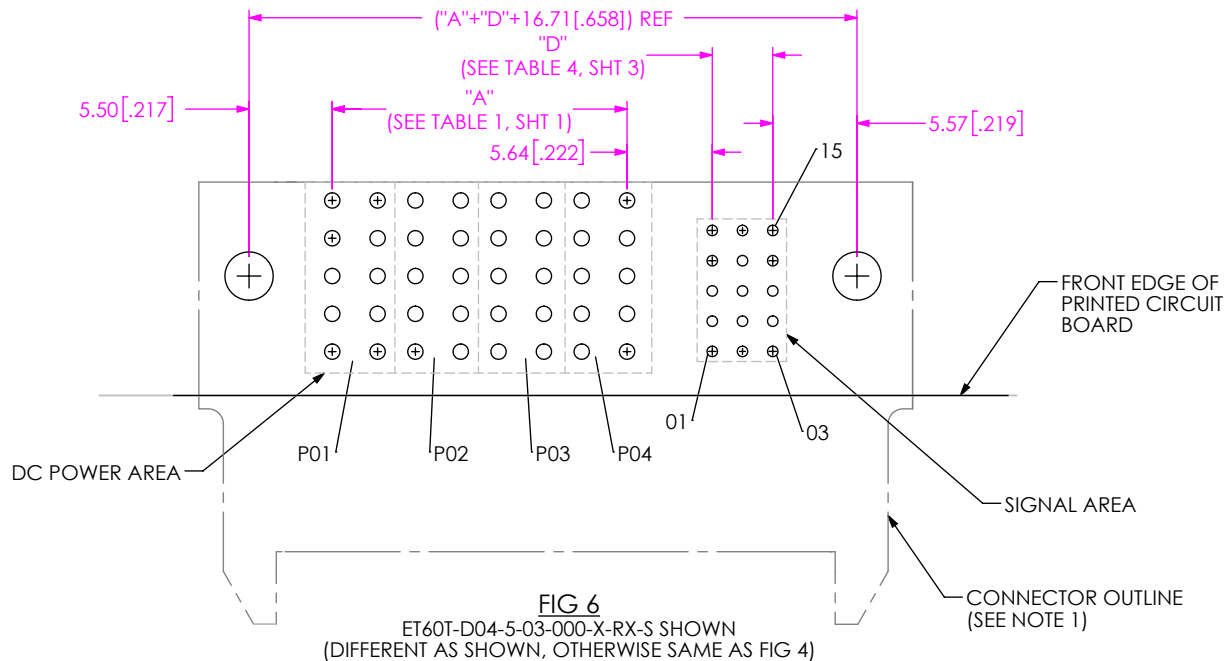 ("A"+"D"+16.71[.658]) REF
"D"
(SEE TABLE 4, SHT 3)
5.50[.217]
"A"
(SEE TABLE 1, SHT 1)
5.57[.219]
5.64[.222]
15
FRONT EDGE OF
PRINTED CIRCUIT
BOARD
01
03
P01
P02
P03
P04
DC POWER AREA
SIGNAL AREA
CONNECTOR OUTLINE
(SEE NOTE 1)
FIG 6
ET60T-D04-5-03-000-X-RX-S SHOWN
(DIFFERENT AS SHOWN, OTHERWISE SAME AS FIG 4)